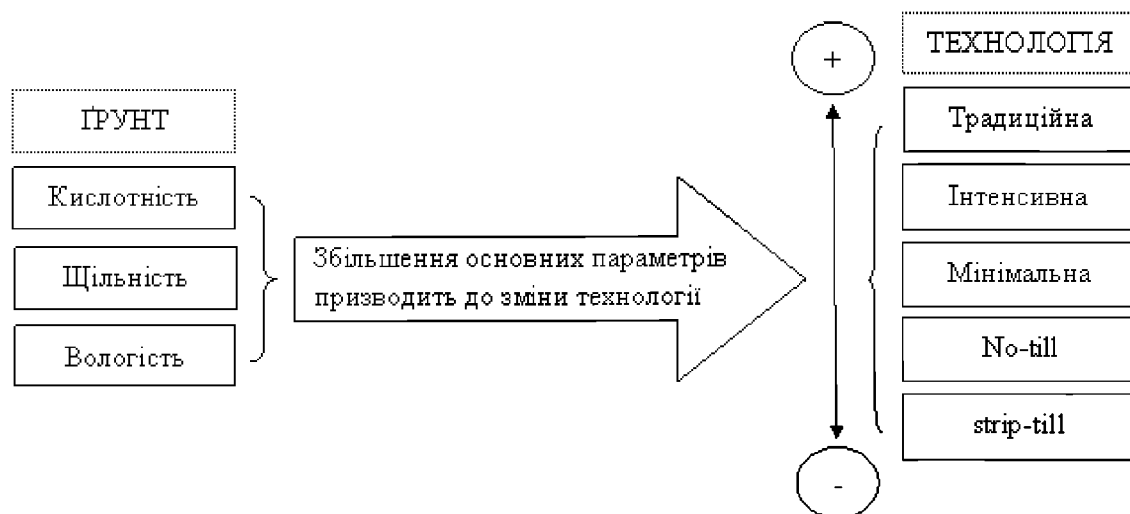 ҐРУНТ
Кислотність
Щільність
Вологість
Збільшення основних параметрів
призводить до зміни технології
+
-
ТЕХНОЛОГІЯ
Традиційна
Інтенсивна
Мінімальна
No-till
strip-till